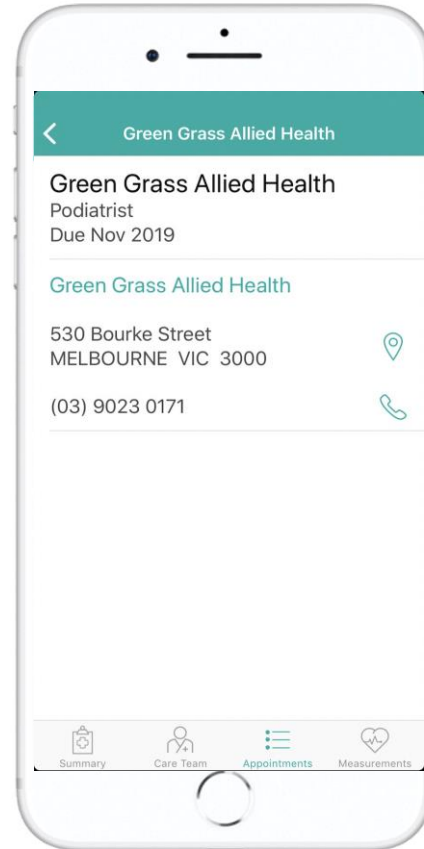 Green Grass Allied Health
Green Grass Allied Health
Podiatrist
Due Nov 2019
Green Grass Allied Health
530 Bourke Street
MELBOURNE VIC 3000
(03) 9023 0171
Summary
Care Team
Appointments
Measurements